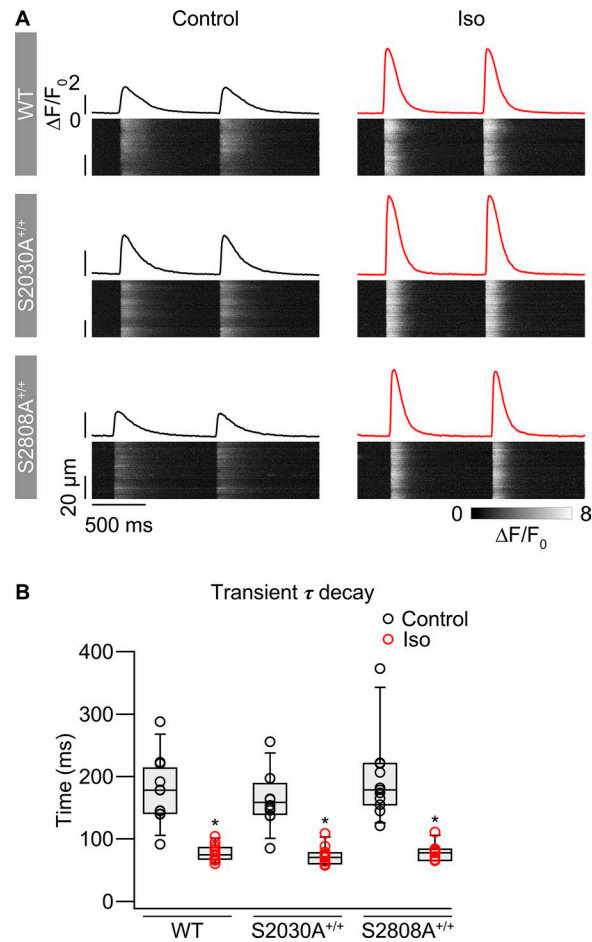 A
Control
Iso
WT
ΔF/F0
2
0
S2030A+/+
S2808A+/+
20 µm
500 ms
0
8
ΔF/F0
B
Transient τ decay
Control
Iso
Time (ms)
400
300
200
100
0
*
*
*
WT
S2030A+/+
S2808A+/+